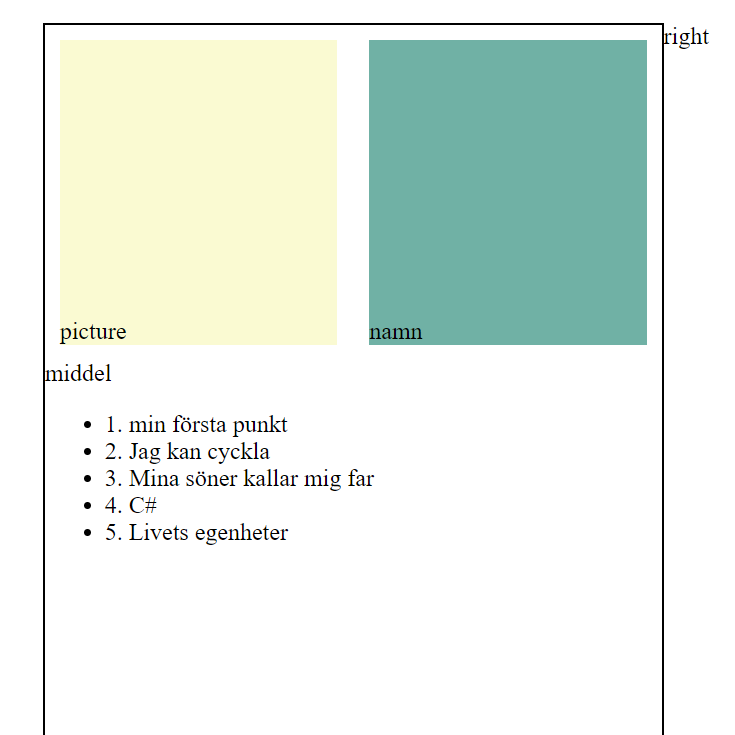 right
picture
namn
middel
1. min första punkt
2. Jag kan cyckla
3. Mina söner kallar mig far
4. C#
5. Livets egenheter